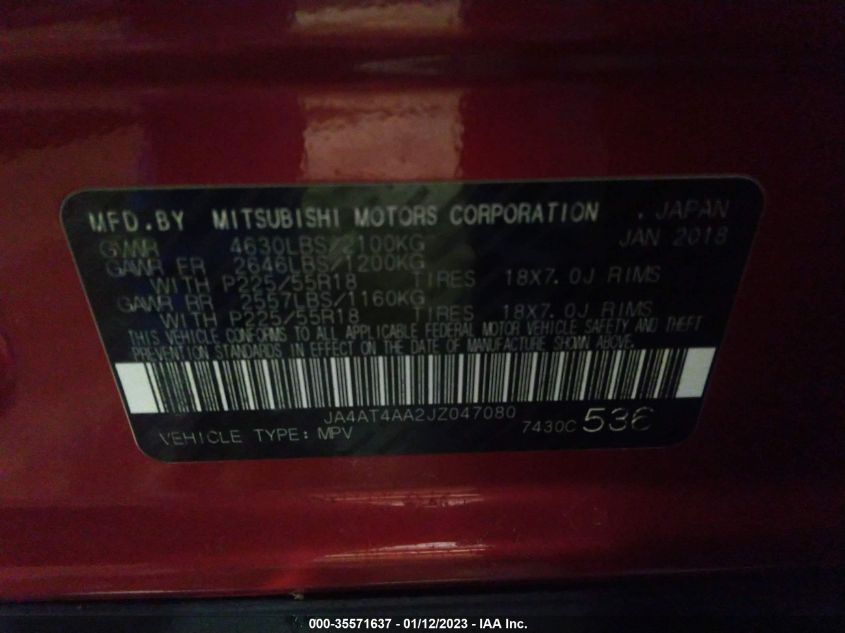 MFD.BY MITSUBISHI MOTORS CORPORATION . JAPAN
GVWR 4630LBS/2100KG JAN 2018
GAWR FR 2646LBS/1200KG
WITH P225/55R18 TIRES 18X7.0J RIMS
GAWR RR 2557LBS/1160KG
WITH P225/55R18 TIRES 18X7.0J RIMS
THIS VEHICLE CONFORMS TO ALL APPLICABLE FEDERAL MOTOR VEHICLE SAFETY AND THEFT
PREVENTION STANDARDS IN EFFECT ON THE DATE OF MANUFACTURE SHOWN ABOVE.
JA4AT4AA2JZ047080
VEHICLE TYPE: MPV 7430C 536
000-35571637 - 01/12/2023 - IAA Inc.